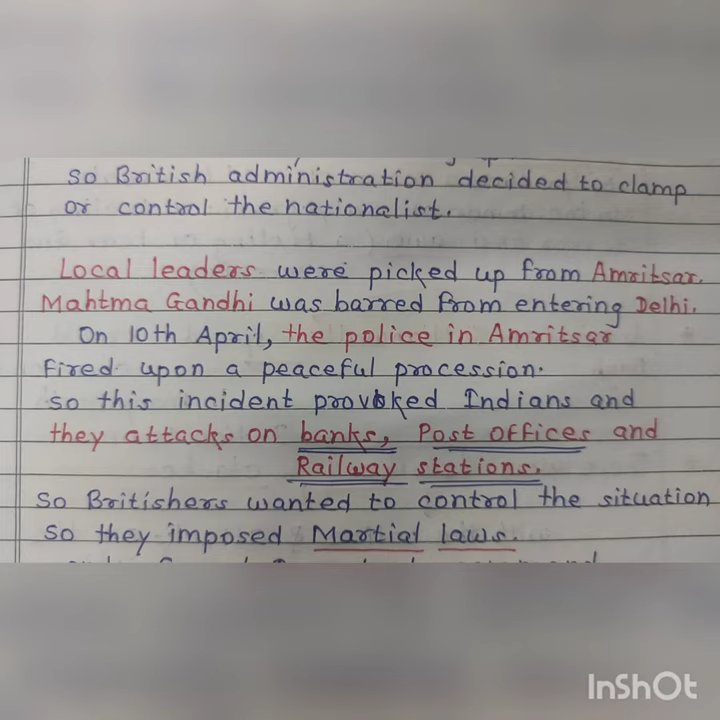 so British administration decided to clamp
or control the nationalist.
Local leaders were picked up from Amritsar.
Mahtma Gandhi was barred from entering Delhi.
On 10th April, the police in Amritsar
fired upon a peaceful procession.
so this incident provoked Indians and
they attacks on banks, Post offices and
Railway stations.
so Britishers wanted to control the situation
so they imposed Martial laws.
InShOt